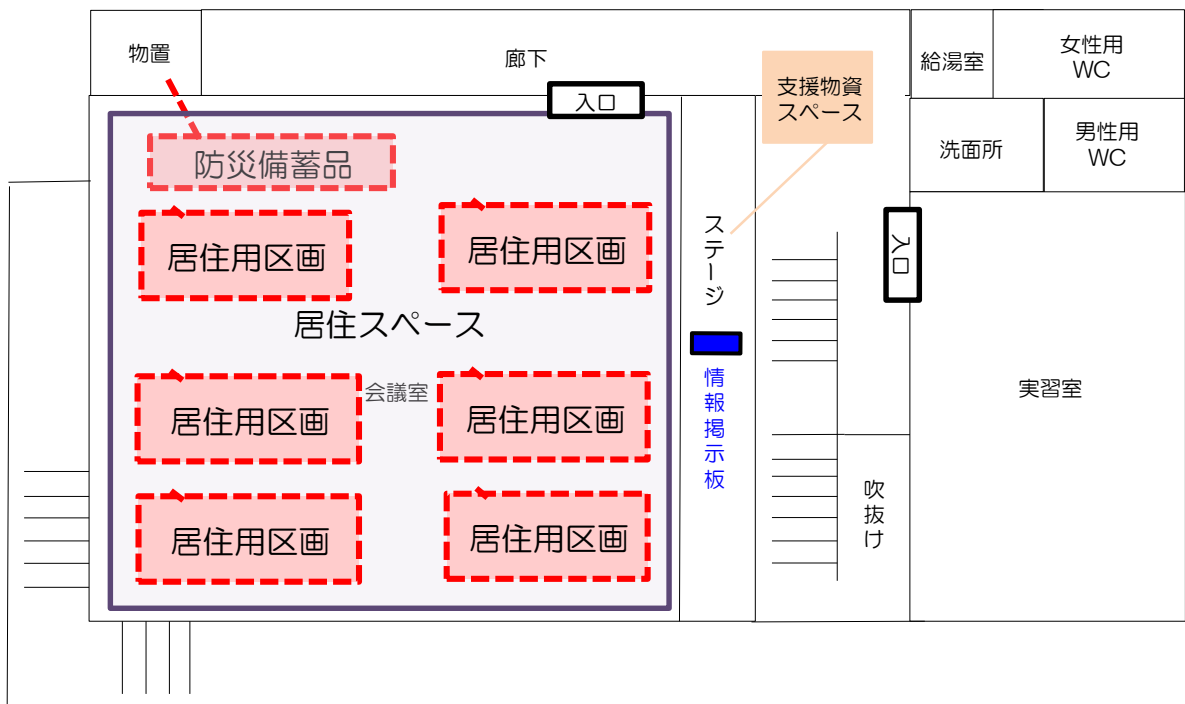 物置
廊下
入口
支援物資
スペース
給湯室
女性用
WC
洗面所
男性用
WC
防災備蓄品
居住用区画
居住用区画
ステージ
入口
居住スペース
情報掲示板
会議室
居住用区画
居住用区画
実習室
居住用区画
居住用区画
吹抜け